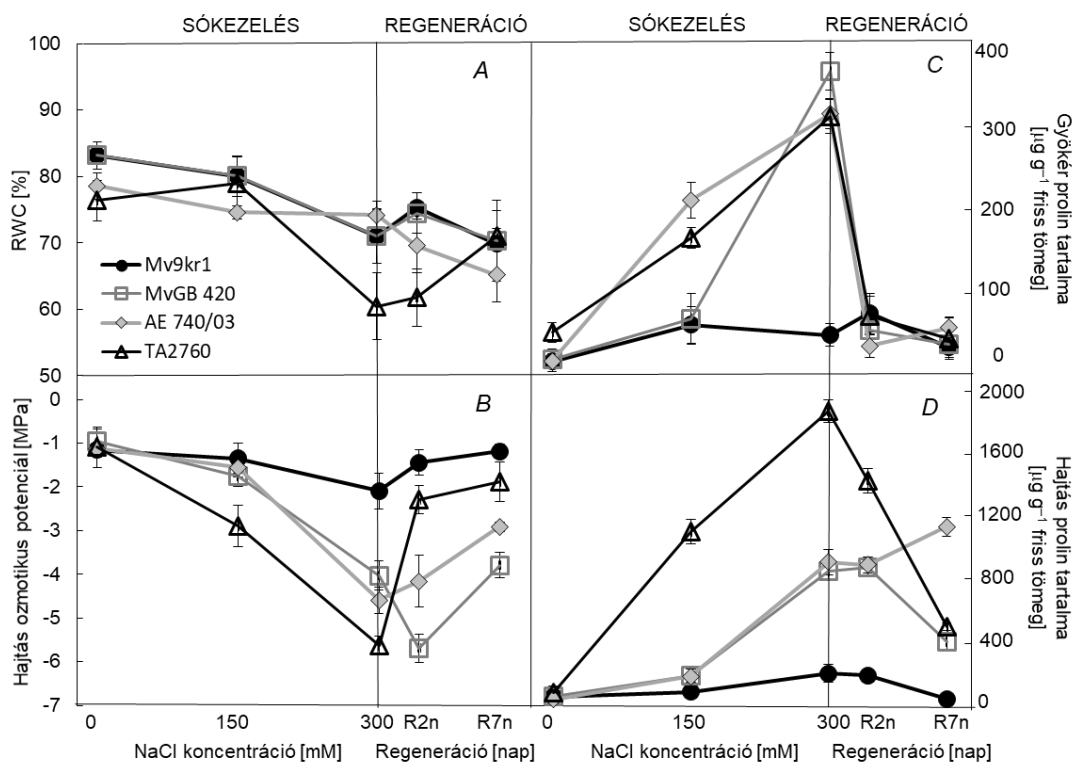 SÓKEZELÉS REGENERÁCIÓ SÓKEZELÉS REGENERÁCIÓ
A
100
90
80
70
60
50
RWC [%]
Mv9kr1
MvGB 420
AE 740/03
TA2760
C
400
300
200
100
0
Gyökér prolin tartalma
[µg g⁻¹ friss tömeg]
B
0
-1
-2
-3
-4
-5
-6
-7
Hajtás ozmotikus potenciál [MPa]
D
2000
1600
1200
800
400
0
Hajtás prolin tartalma
[µg g⁻¹ friss tömeg]
0 150 300 R2n R7n 0 150 300 R2n R7n
NaCl koncentráció [mM] Regeneráció [nap] NaCl koncentráció [mM] Regeneráció [nap]